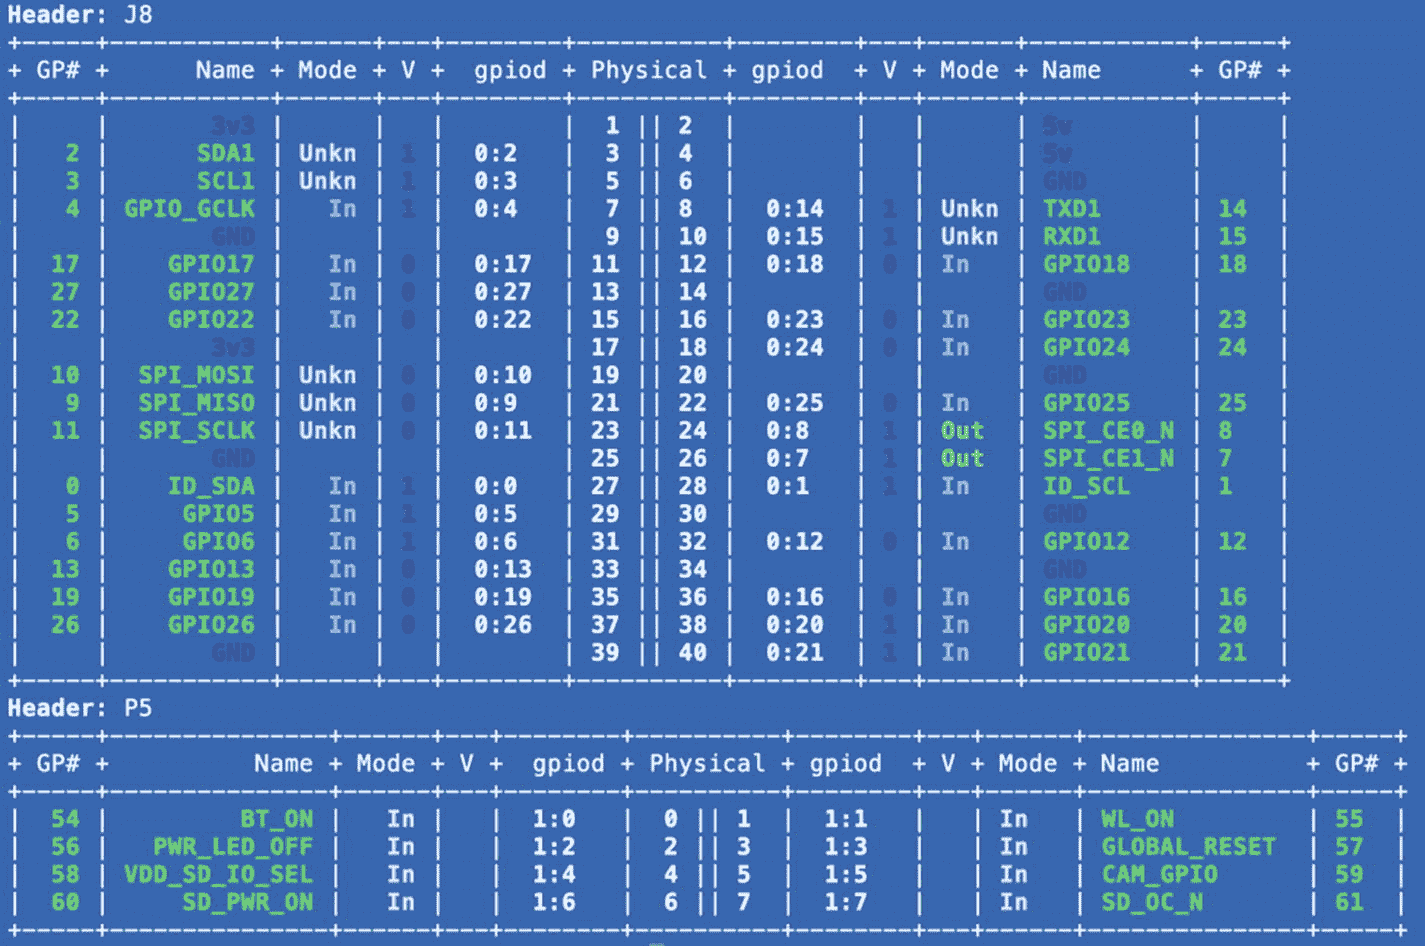 Header: J8
+-----+-----------+------+---+--------+----------+--------+---+------+-----------+-----+
+ GP# +      Name + Mode + V +  gpiod + Physical + gpiod  + V + Mode + Name      + GP# +
+-----+-----------+------+---+--------+----------+--------+---+------+-----------+-----+
|     |       3v3 |      |   |        |  1 || 2  |        |   |      | 5v        |     |
|   2 |      SDA1 | Unkn | 1 |  0:2   |  3 || 4  |        |   |      | 5v        |     |
|   3 |      SCL1 | Unkn | 1 |  0:3   |  5 || 6  |        |   |      | GND       |     |
|   4 | GPIO_GCLK |   In | 1 |  0:4   |  7 || 8  |  0:14  | 1 | Unkn | TXD1      | 14  |
|     |       GND |      |   |        |  9 || 10 |  0:15  | 1 | Unkn | RXD1      | 15  |
|  17 |    GPIO17 |   In | 0 |  0:17  | 11 || 12 |  0:18  | 0 | In   | GPIO18    | 18  |
|  27 |    GPIO27 |   In | 0 |  0:27  | 13 || 14 |        |   |      | GND       |     |
|  22 |    GPIO22 |   In | 0 |  0:22  | 15 || 16 |  0:23  | 0 | In   | GPIO23    | 23  |
|     |       3v3 |      |   |        | 17 || 18 |  0:24  | 0 | In   | GPIO24    | 24  |
|  10 |  SPI_MOSI | Unkn | 0 |  0:10  | 19 || 20 |        |   |      | GND       |     |
|   9 |  SPI_MISO | Unkn | 0 |  0:9   | 21 || 22 |  0:25  | 0 | In   | GPIO25    | 25  |
|  11 |  SPI_SCLK | Unkn | 0 |  0:11  | 23 || 24 |  0:8   | 1 | Out  | SPI_CE0_N | 8   |
|     |       GND |      |   |        | 25 || 26 |  0:7   | 1 | Out  | SPI_CE1_N | 7   |
|   0 |    ID_SDA |   In | 1 |  0:0   | 27 || 28 |  0:1   | 1 | In   | ID_SCL    | 1   |
|   5 |     GPIO5 |   In | 1 |  0:5   | 29 || 30 |        |   |      | GND       |     |
|   6 |     GPIO6 |   In | 1 |  0:6   | 31 || 32 |  0:12  | 0 | In   | GPIO12    | 12  |
|  13 |    GPIO13 |   In | 0 |  0:13  | 33 || 34 |        |   |      | GND       |     |
|  19 |    GPIO19 |   In | 0 |  0:19  | 35 || 36 |  0:16  | 0 | In   | GPIO16    | 16  |
|  26 |    GPIO26 |   In | 0 |  0:26  | 37 || 38 |  0:20  | 1 | In   | GPIO20    | 20  |
|     |       GND |      |   |        | 39 || 40 |  0:21  | 1 | In   | GPIO21    | 21  |
+-----+-----------+------+---+--------+----------+--------+---+------+-----------+-----+
Header: P5
+-----+---------------+------+---+--------+----------+--------+---+------+---------------+-----+
+ GP# +          Name + Mode + V +  gpiod + Physical + gpiod  + V + Mode + Name          + GP# +
+-----+---------------+------+---+--------+----------+--------+---+------+---------------+-----+
|  54 |         BT_ON |   In |   |  1:0   |  0 || 1  |  1:1   |   | In   | WL_ON         | 55  |
|  56 |   PWR_LED_OFF |   In |   |  1:2   |  2 || 3  |  1:3   |   | In   | GLOBAL_RESET  | 57  |
|  58 | VDD_SD_IO_SEL |   In |   |  1:4   |  4 || 5  |  1:5   |   | In   | CAM_GPIO      | 59  |
|  60 |     SD_PWR_ON |   In |   |  1:6   |  6 || 7  |  1:7   |   | In   | SD_OC_N       | 61  |
+-----+---------------+------+---+--------+----------+--------+---+------+---------------+-----+